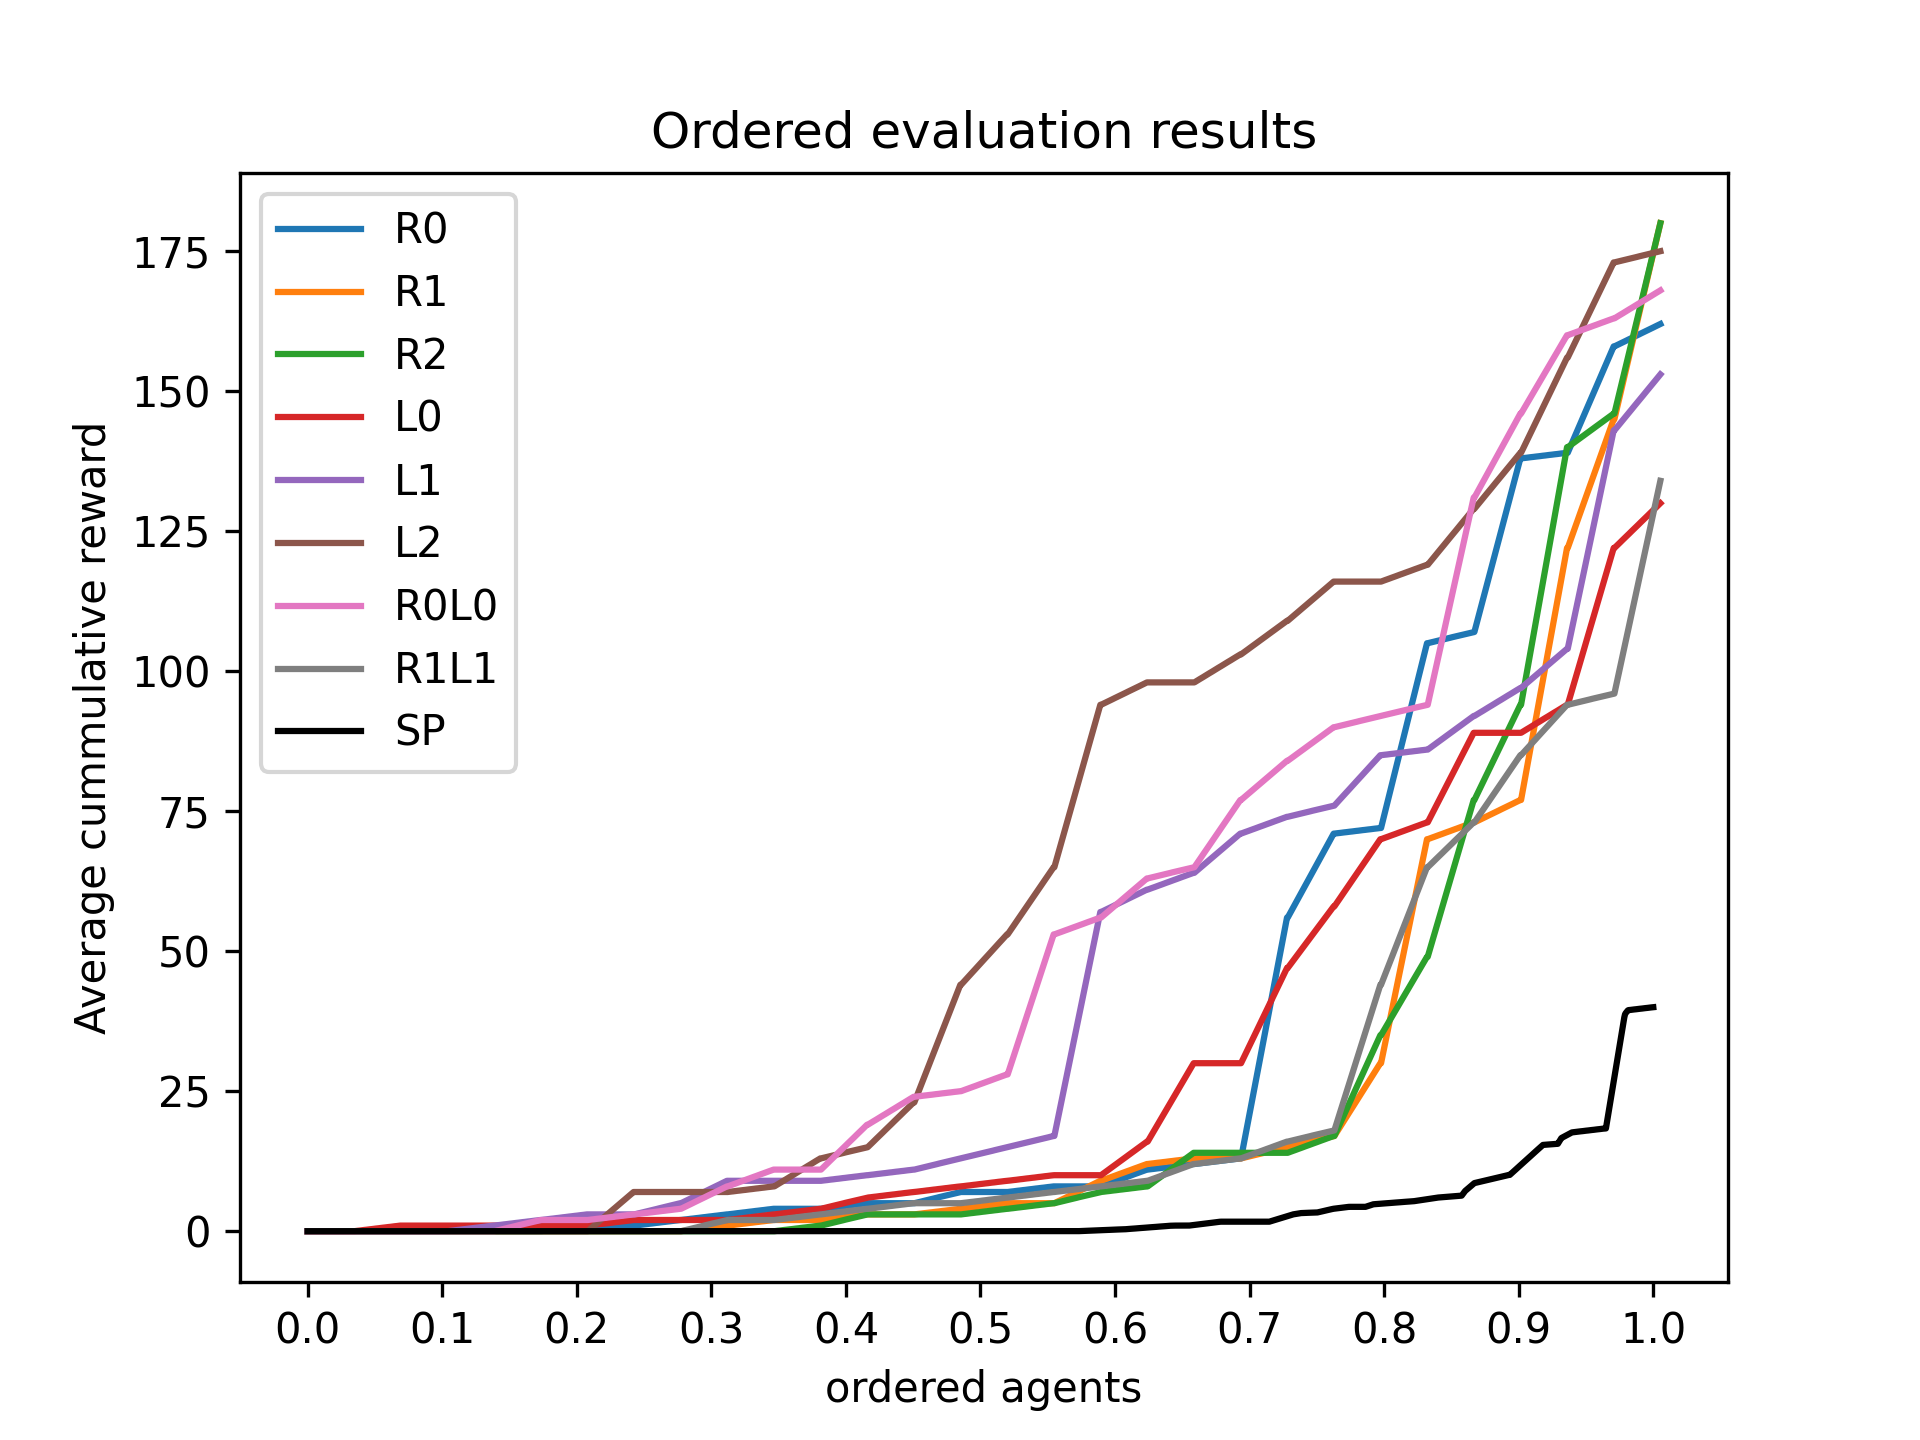 Ordered evaluation results
R0
R1
R2
L0
L1
L2
R0L0
R1L1
SP
Average cummulative reward
175
150
125
100
75
50
25
0
0.0 0.1 0.2 0.3 0.4 0.5 0.6 0.7 0.8 0.9 1.0
ordered agents